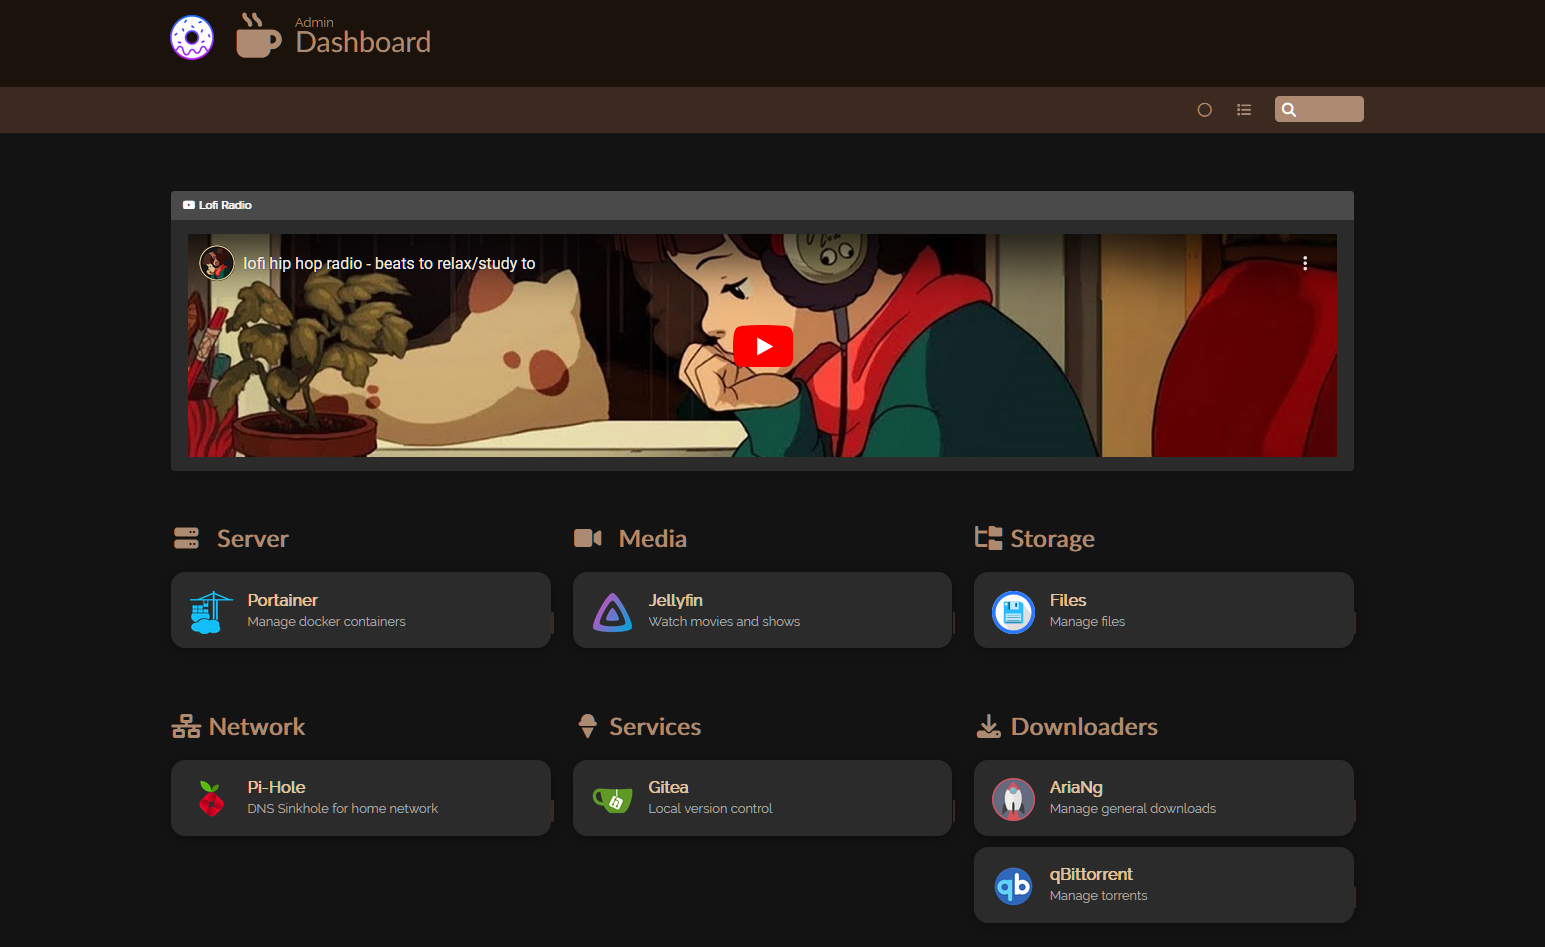 Admin
Dashboard
Lofi Radio
lofi hip hop radio - beats to relax/study to
Server
Portainer
Manage docker containers
Media
Jellyfin
Watch movies and shows
Storage
Files
Manage files
Network
Pi-Hole
DNS Sinkhole for home network
Services
Gitea
Local version control
Downloaders
AriaNg
Manage general downloads
qb
qBittorrent
Manage torrents